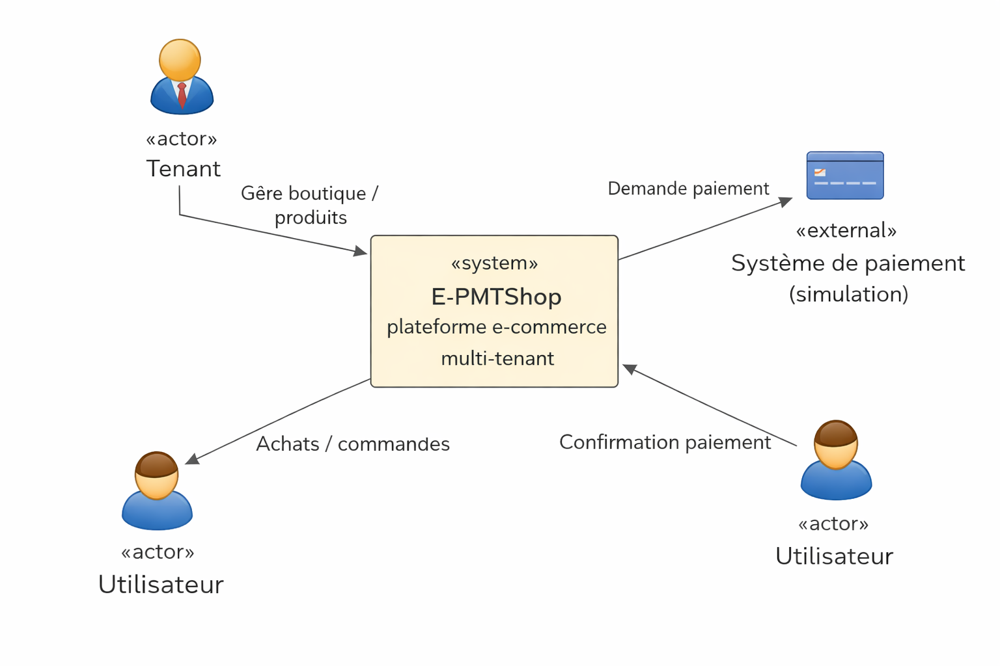 «actor»
Tenant
Gêre boutique /
produits
Demande paiement
«external»
Système de paiement
(simulation)
«system»
E-PMTShop
plateforme e-commerce
multi-tenant
Achats / commandes
Confirmation paiement
«actor»
Utilisateur
«actor»
Utilisateur